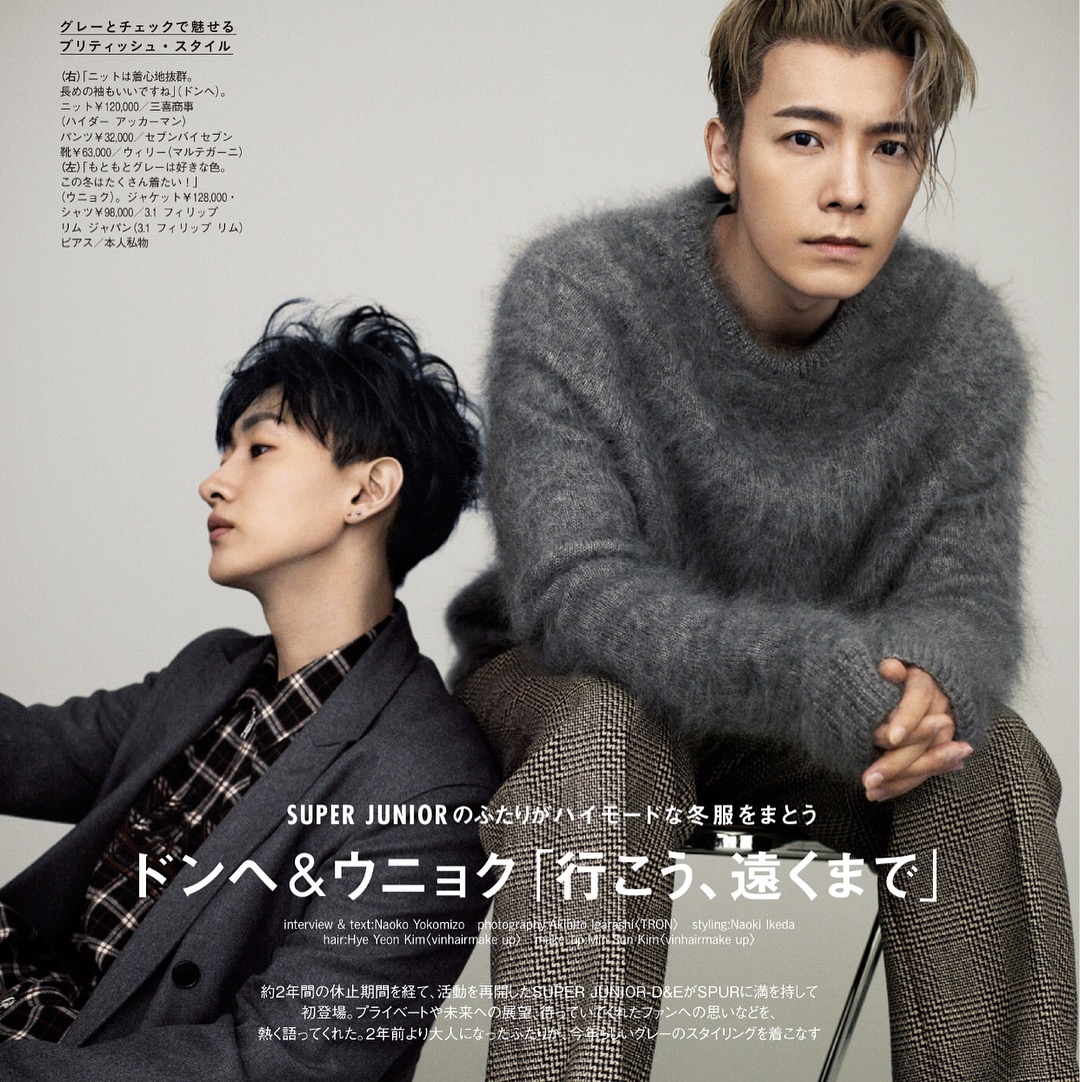 グレーとチェックで魅せる
ブリティッシュ・スタイル
(右)「ニットは着心地抜群。
長めの袖もいいですね」(ドンヘ)。
ニット¥120,000/三喜商事
(ハイダー アッカーマン)
パンツ¥32,000/セブンバイセブン
靴¥63,000/ウィリー(マルテガーニ)
(左)「もともとグレーは好きな色。
この冬はたくさん着たい!」
(ウニョク)。ジャケット¥128,000・
シャツ¥98,000/3.1 フィリップ
リム ジャパン(3.1 フィリップ リム)
ピアス/本人私物
SUPER JUNIORのふたりがハイモードな冬服をまとう
ドンヘ&ウニョク「行こう、遠くまで」
interview & text:Naoko Yokomizo photography:Akihito Igarashi〈TRON〉 styling:Naoki Ikeda
hair:Hye Yeon Kim〈vinhairmake up〉 make-up:Min Sun Kim〈vinhairmake up〉
約2年間の休止期間を経て、活動を再開したSUPER JUNIOR-D&EがSPURに満を持して
初登場。プライベートや未来への展望、待っていてくれたファンへの思いなどを、
熱く語ってくれた。2年前より大人になったふたりが、今年らしいグレーのスタイリングを着こなす